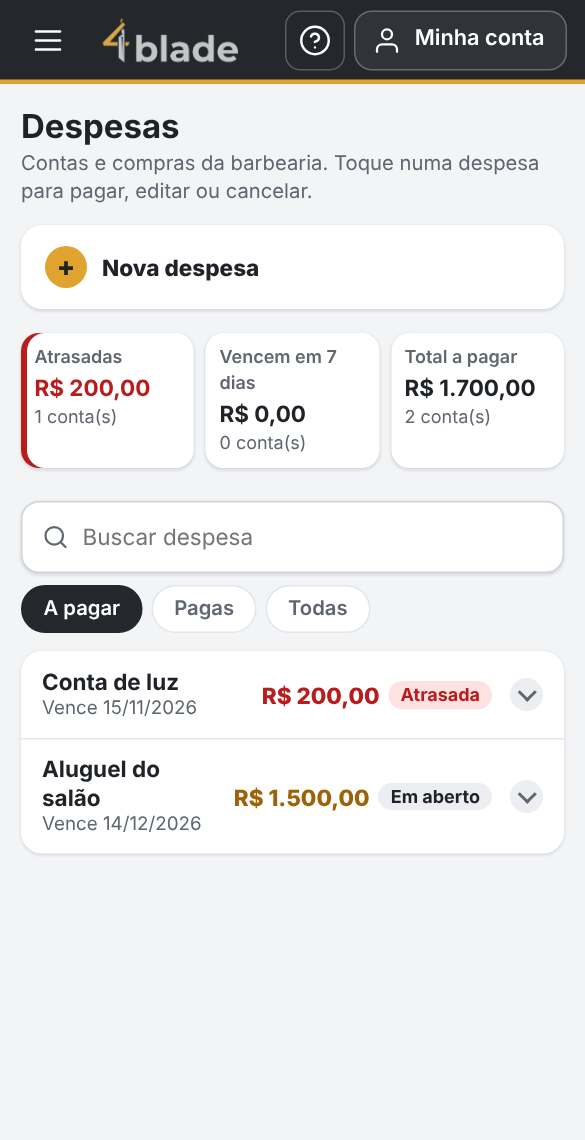 4blade
Minha conta
Despesas
Contas e compras da barbearia. Toque numa despesa
para pagar, editar ou cancelar.
+ Nova despesa
Atrasadas
R$ 200,00
1 conta(s)
Vencem em 7
dias
R$ 0,00
0 conta(s)
Total a pagar
R$ 1.700,00
2 conta(s)
Buscar despesa
A pagar Pagas Todas
Conta de luz
Vence 15/11/2026
R$ 200,00 Atrasada
Aluguel do
salão
Vence 14/12/2026
R$ 1.500,00 Em aberto